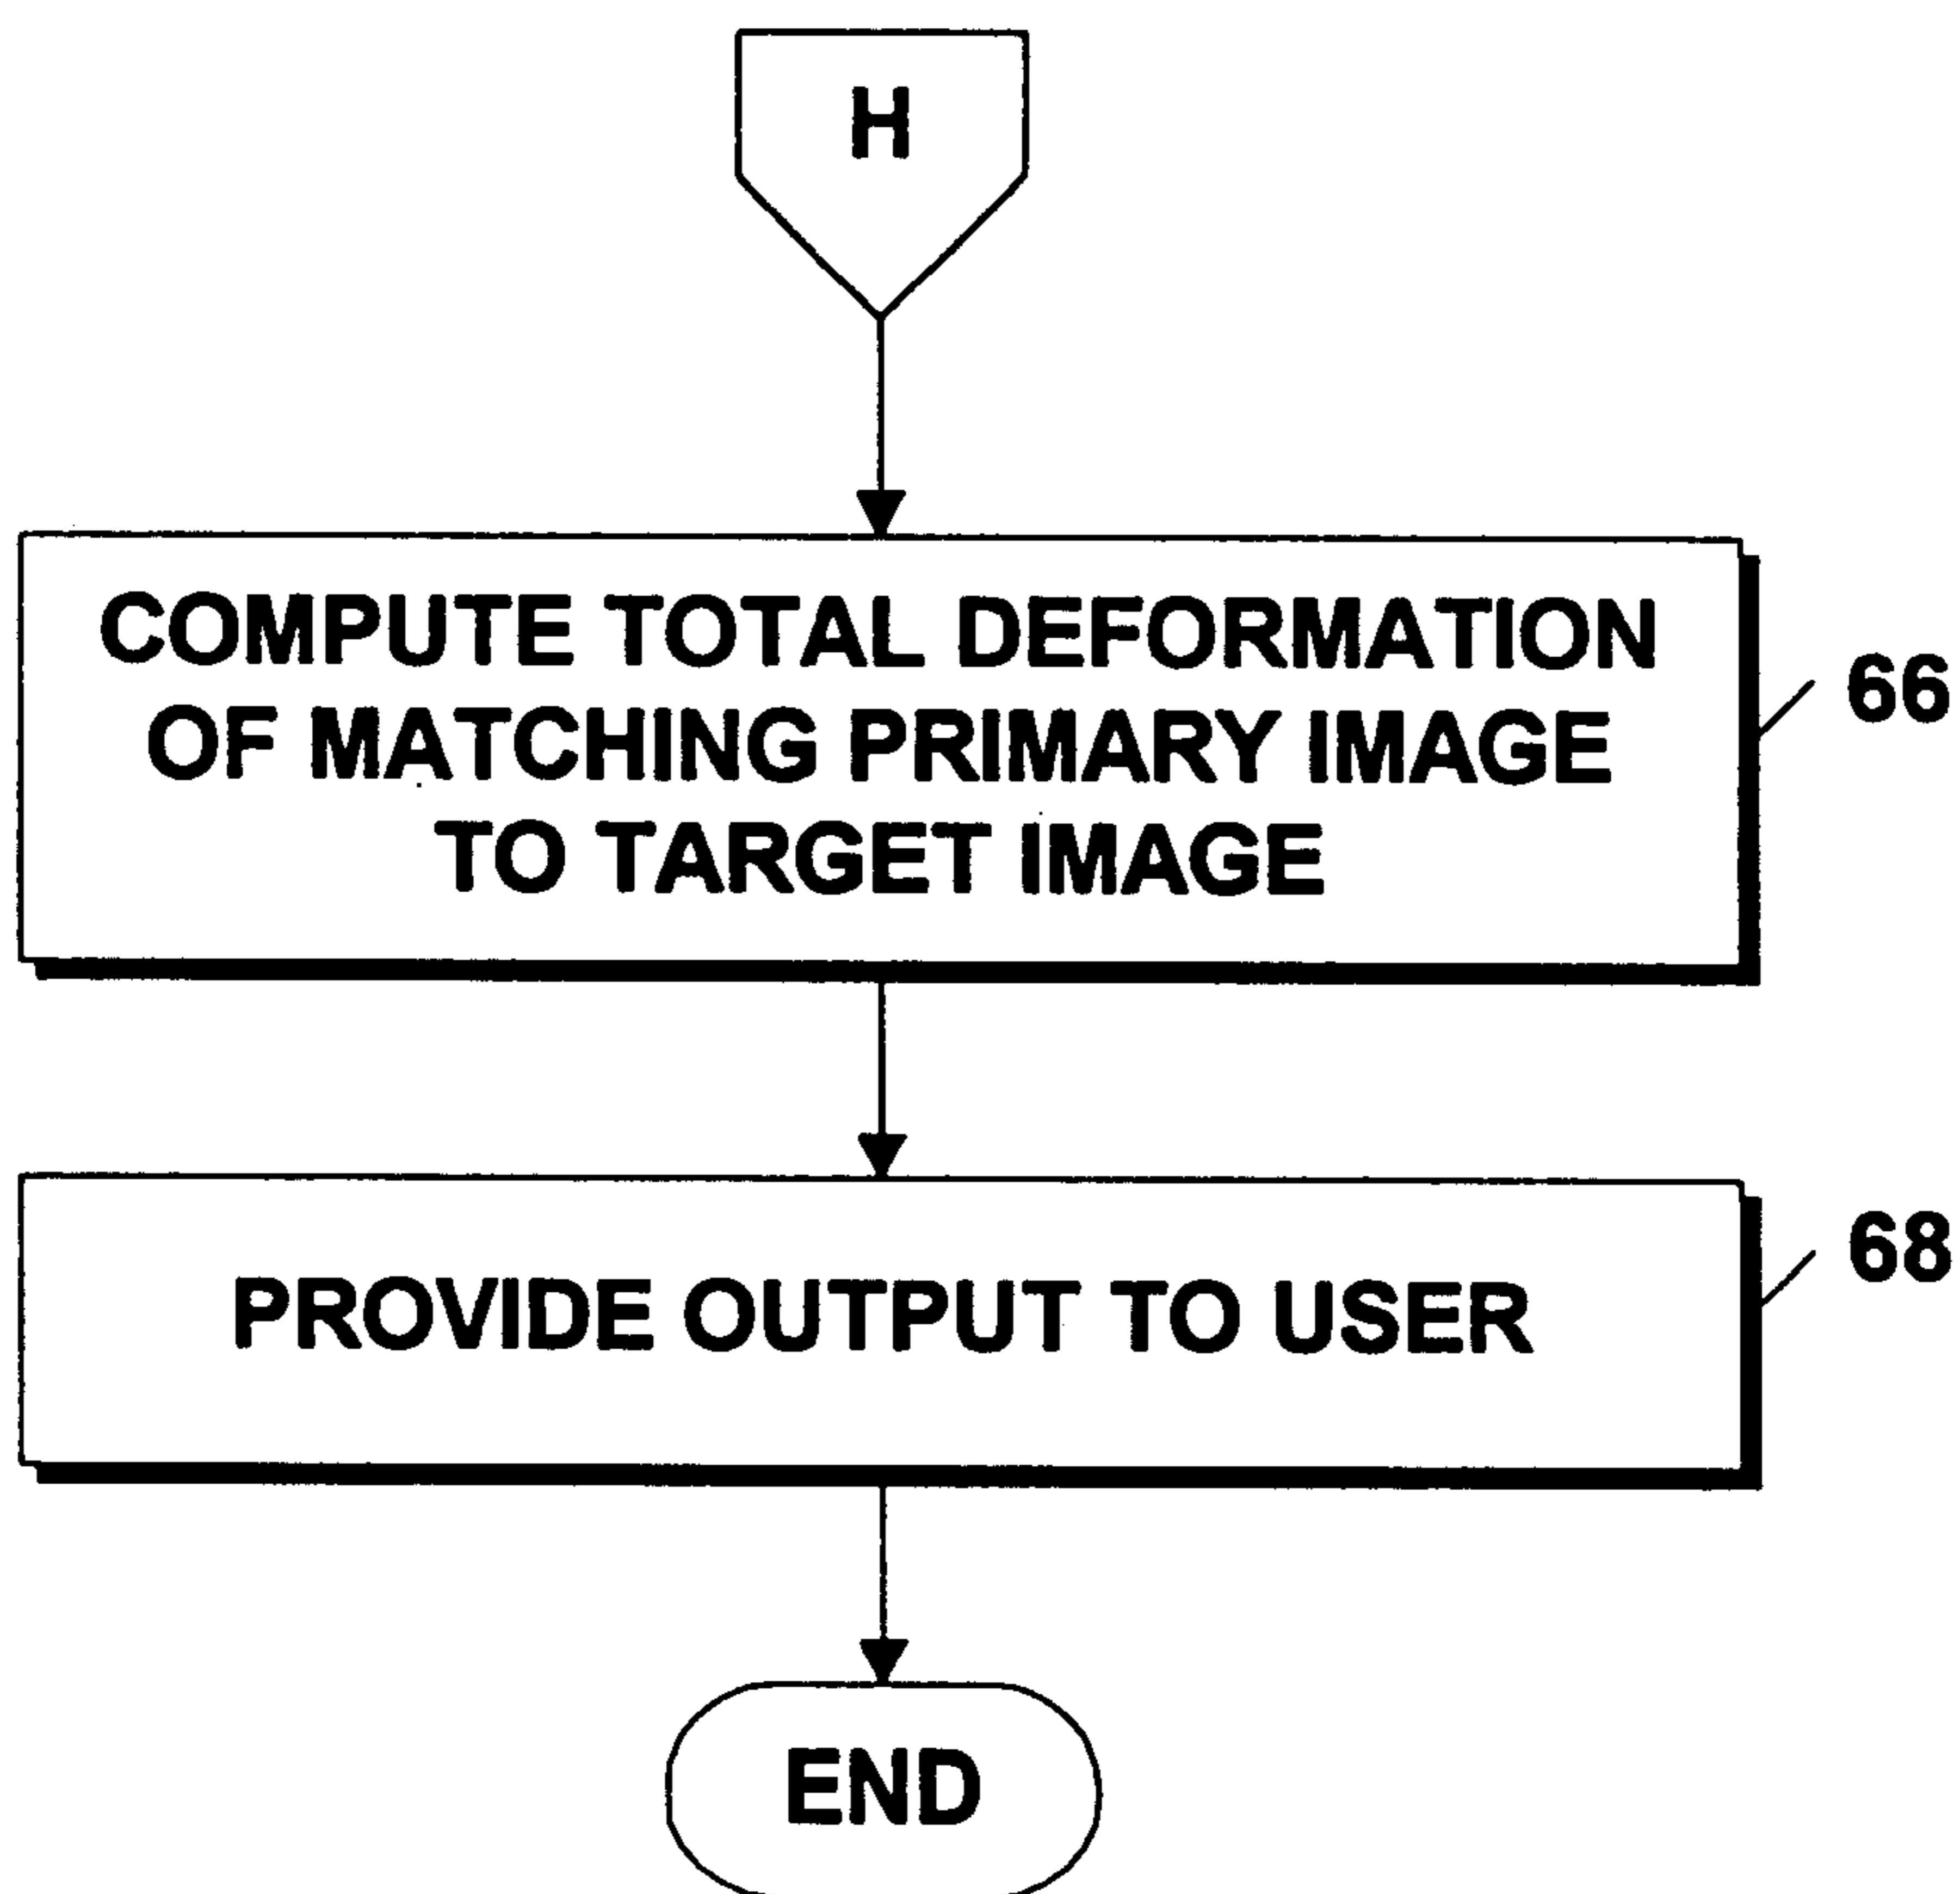 H
COMPUTE TOTAL DEFORMATION
OF MATCHING PRIMARY IMAGE
TO TARGET IMAGE
66
PROVIDE OUTPUT TO USER
68
END